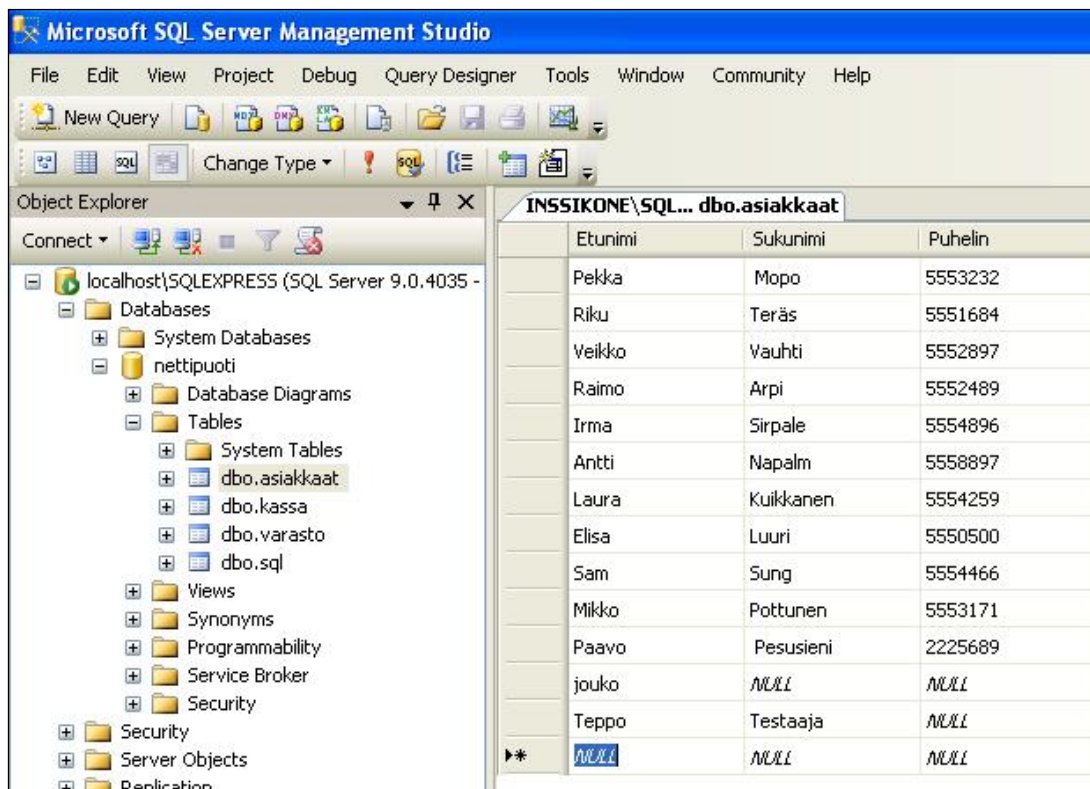 Microsoft SQL Server Management Studio
File Edit View Project Debug Query Designer Tools Window Community Help
New Query
SQL Change Type SQL
Object Explorer
Connect
localhost\SQLEXPRESS (SQL Server 9.0.4035 -
Databases
System Databases
nettipuoti
Database Diagrams
Tables
System Tables
dbo.asiakkaat
dbo.kassa
dbo.varasto
dbo.sql
Views
Synonyms
Programmability
Service Broker
Security
Security
Server Objects
Replication
INSSIKONE\SQL... dbo.asiakkaat
Etunimi Sukunimi Puhelin
Pekka Mopo 5553232
Riku Teräs 5551684
Veikko Vauhti 5552897
Raimo Arpi 5552489
Irma Sirpale 5554896
Antti Napalm 5558897
Laura Kuikkanen 5554259
Elisa Luuri 5550500
Sam Sung 5554466
Mikko Pottunen 5553171
Paavo Pesusieni 2225689
jouko NULL NULL
Teppo Testaaja NULL
NULL NULL NULL